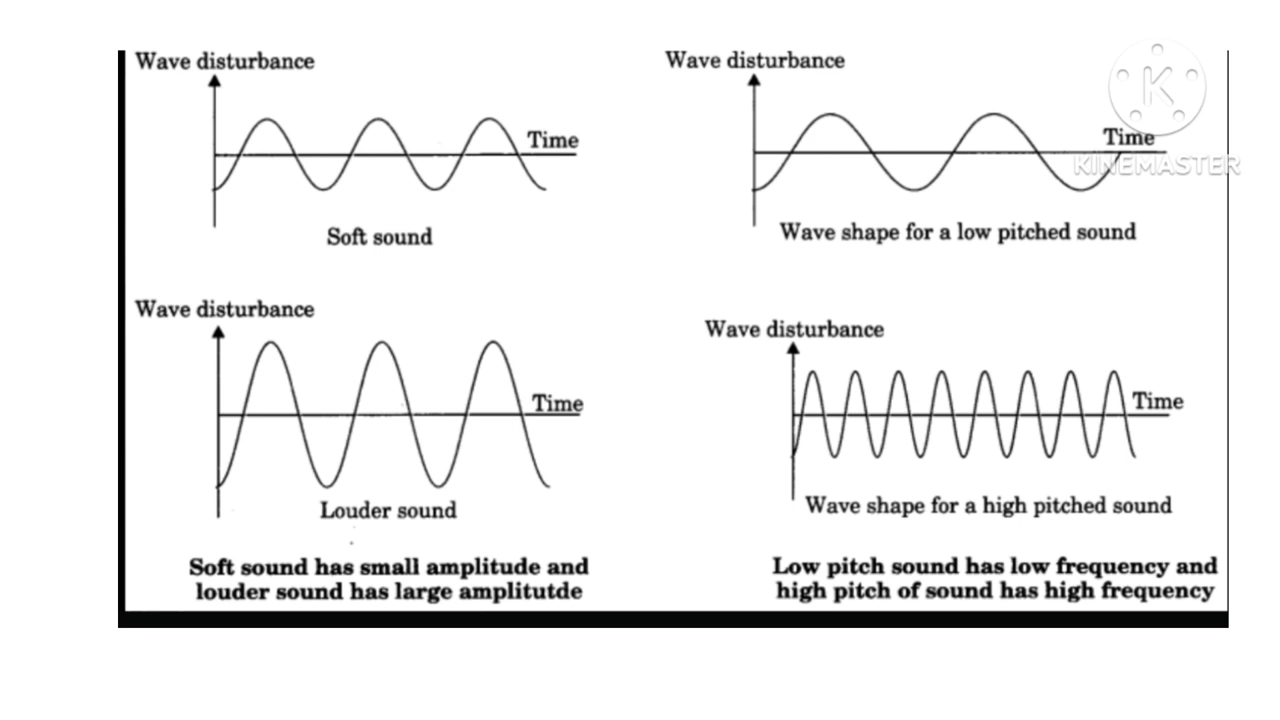 Wave disturbance
Time
Soft sound
Wave disturbance
Time
Louder sound
Soft sound has small amplitude and
louder sound has large amplitutde
Wave disturbance
Time
K
KINEMASTER
Wave shape for a low pitched sound
Wave disturbance
Time
Wave shape for a high pitched sound
Low pitch sound has low frequency and
high pitch of sound has high frequency